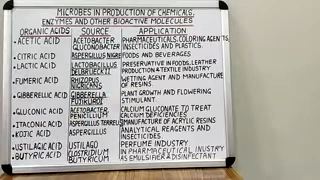 MICROBES IN PRODUCTION OF CHEMICALS,
ENZYMES AND OTHER BIOACTIVE MOLECULES
ORGANIC ACIDS SOURCE APPLICATION
• ACETIC ACID ACETOBACTER PHARMACEUTICALS, COLORING AGENTS,
GLUCONOBACTER INSECTICIDES AND PLASTICS.
• CITRIC ACID ASPERGILLUS NIGER FOODS AND BEVERAGES
• LACTIC ACID LACTOBACILLUS PRESERVATIVE IN FOODS, LEATHER
DELBRUECKII PRODUCTION & TEXTILE INDUSTRY
• FUMERIC ACID RHIZOPUS WETTING AGENT AND MANUFACTURE
NIGRICANS OF RESINS.
• GIBBERELLIC ACID GIBBERELLA PLANT GROWTH AND FLOWERING
FUJIKUROI STIMULANT.
• GLUCONIC ACID ACETOBACTER CALCIUM GLUCONATE TO TREAT
PENICILLIUM CALCIUM DEFICIENCIES
• ITACONIC ACID ASPERGILLUS TERREUS MANUFACTURE OF ACRYLIC RESINS
• KOJIC ACID ASPERGILLUS ANALYTICAL REAGENTS AND
INSECTICIDES.
• USTILAGIC ACID USTILAGO PERFUME INDUSTRY
• BUTYRIC ACID CLOSTRIDIUM IN PHARMACEUTICAL INDUSTRY
BUTYRICUM AS EMULSIFIER & DISINFECTANT